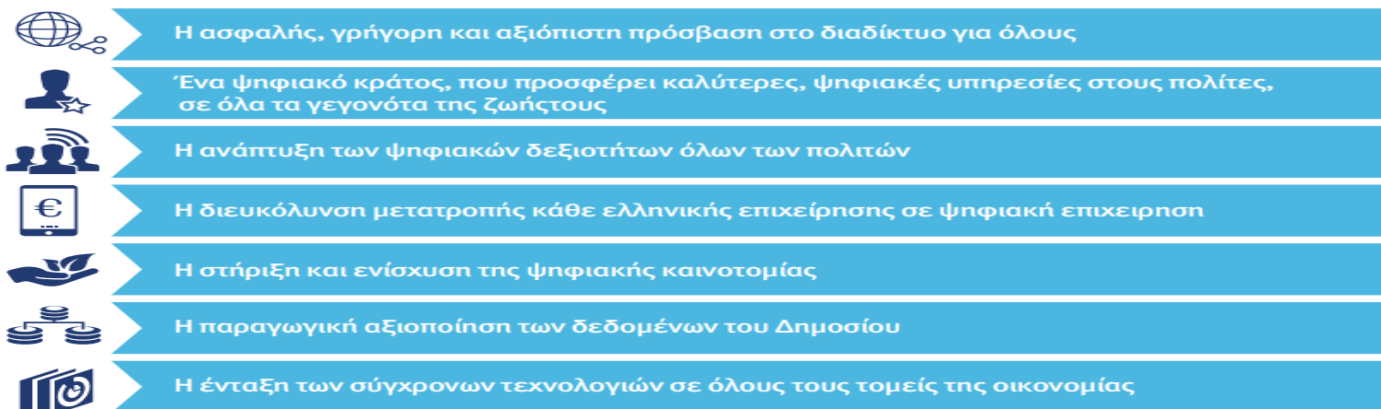 Η ασφαλής, γρήγορη και αξιόπιστη πρόσβαση στο διαδίκτυο για όλους
Ένα ψηφιακό κράτος, που προσφέρει καλύτερες, ψηφιακές υπηρεσίες στους πολίτες,
σε όλα τα γεγονότα της ζωήςτους
Η ανάπτυξη των ψηφιακών δεξιοτήτων όλων των πολιτών
€
Η διευκόλυνση μετατροπής κάθε ελληνικής επιχείρησης σε ψηφιακή επιχειρηση
Η στήριξη και ενίσχυση της ψηφιακής καινοτομίας
Η παραγωγική αξιοποίηση των δεδομένων του Δημοσίου
Η ένταξη των σύγχρονων τεχνολογιών σε όλους τους τομείς της οικονομίας